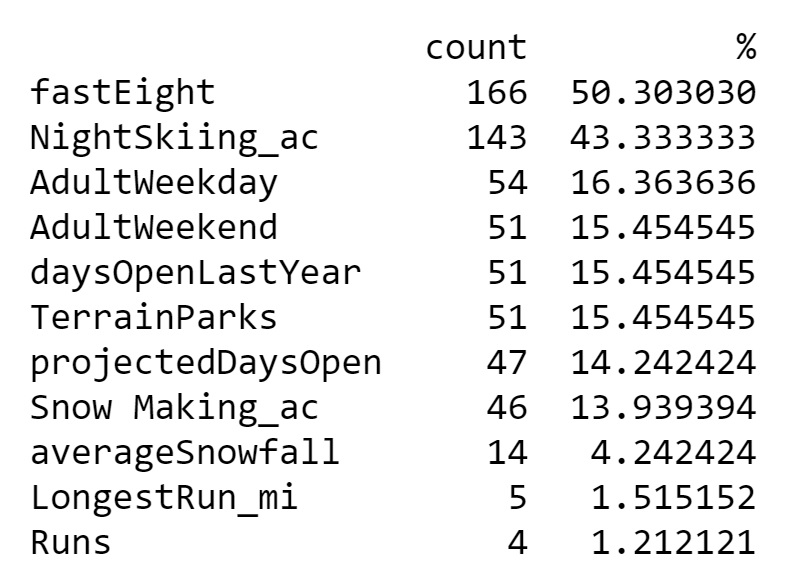 count %
fastEight 166 50.303030
NightSkiing_ac 143 43.333333
AdultWeekday 54 16.363636
AdultWeekend 51 15.454545
daysOpenLastYear 51 15.454545
TerrainParks 51 15.454545
projectedDaysOpen 47 14.242424
Snow Making_ac 46 13.939394
averageSnowfall 14 4.242424
LongestRun_mi 5 1.515152
Runs 4 1.212121